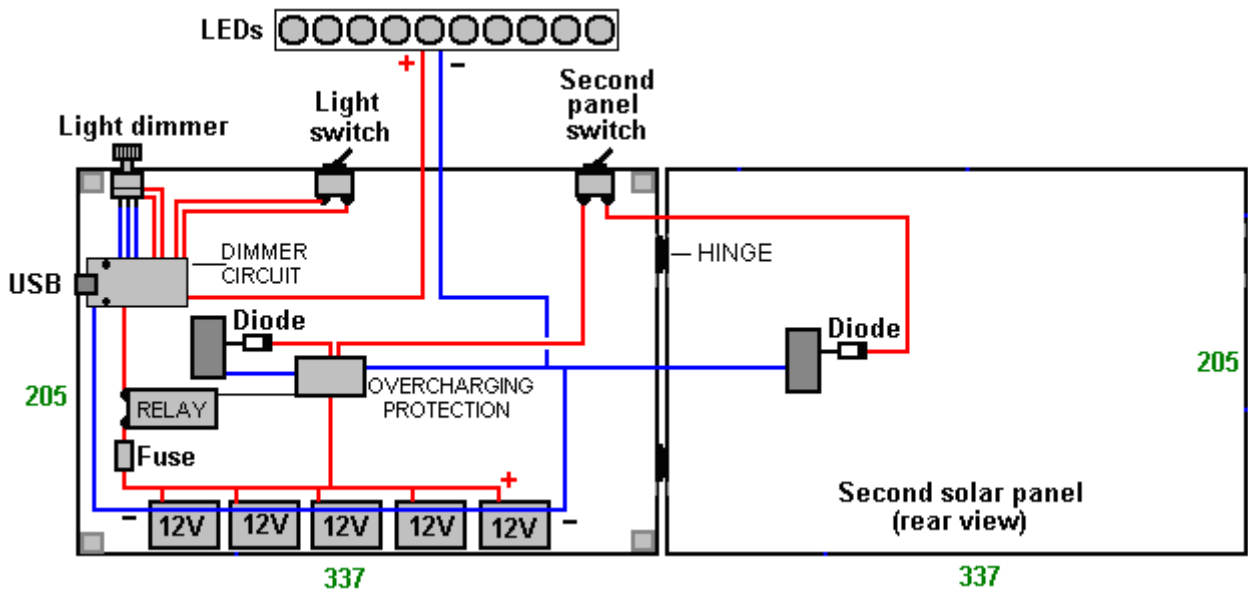 LEDs
+
–
Second
panel
switch
Light
switch
Light dimmer
DIMMER
CIRCUIT
HINGE
USB
Diode
Diode
205
205
OVERCHARGING
PROTECTION
RELAY
Fuse
+
Second solar panel
(rear view)
–
12V
12V
12V
12V
12V
–
337
337